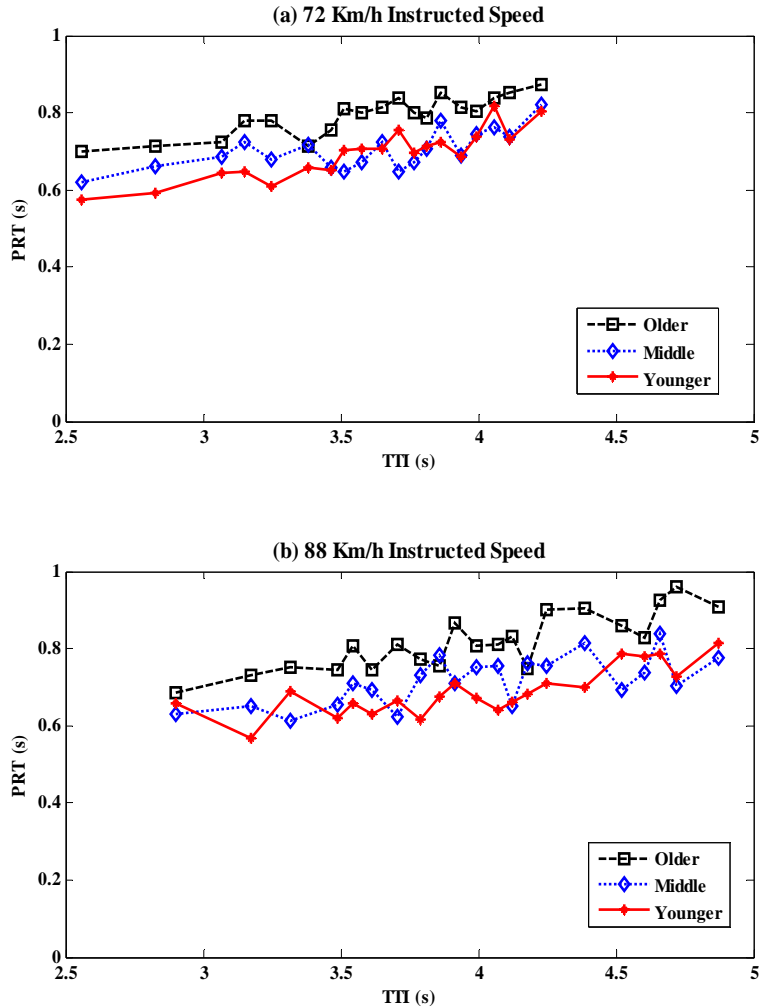 (a) 72 Km/h Instructed Speed
1
0.8
0.6
0.4
0.2
0
PRT (s)
Older
Middle
Younger
2.5 3 3.5 4 4.5 5
TTI (s)
(b) 88 Km/h Instructed Speed
1
0.8
0.6
0.4
0.2
0
PRT (s)
Older
Middle
Younger
2.5 3 3.5 4 4.5 5
TTI (s)